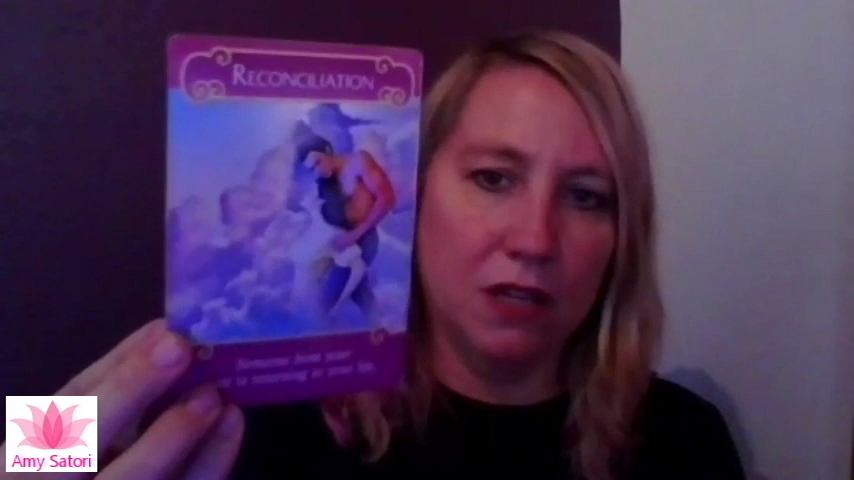 RECONCILIATION
Someone from your
is returning to your life.
Amy Satori